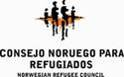 CONSEJO NORUEGO PARA
REFUGIADOS
NORWEGIAN REFUGEE COUNCIL